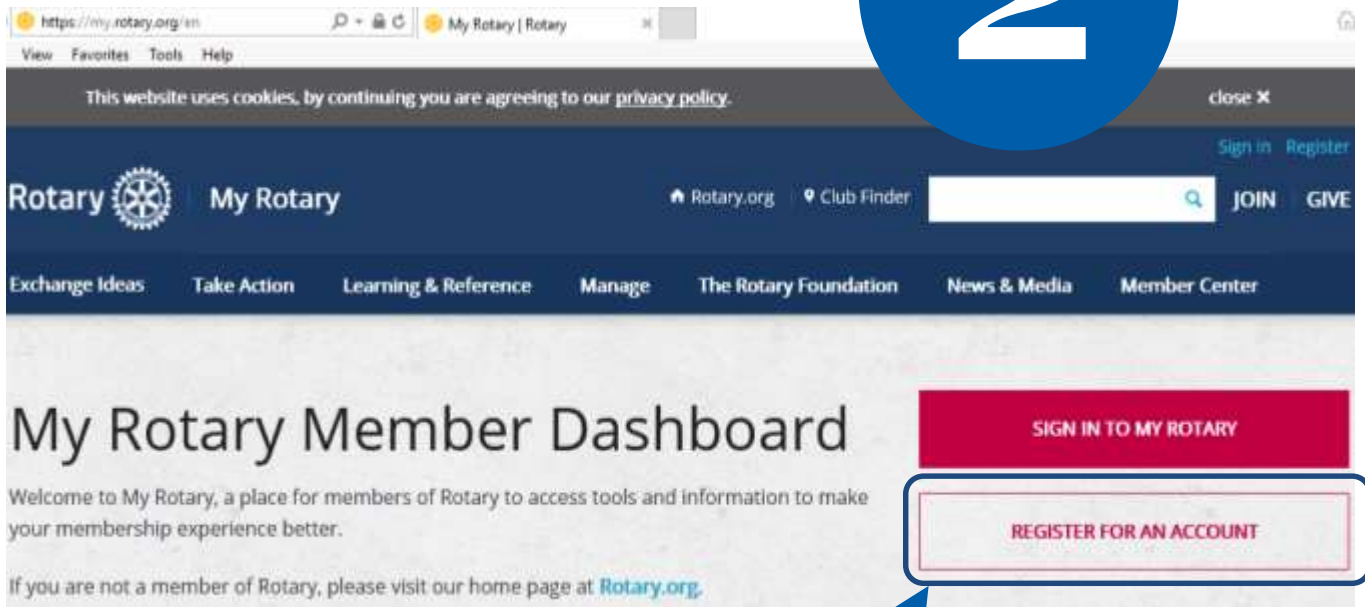 https://my.rotary.org/en My Rotary | Rotary
View Favorites Tools Help
2
This website uses cookies, by continuing you are agreeing to our privacy policy. close X
Sign in Register
Rotary My Rotary Rotary.org Club Finder JOIN GIVE
Exchange Ideas Take Action Learning & Reference Manage The Rotary Foundation News & Media Member Center
My Rotary Member Dashboard
SIGN IN TO MY ROTARY
Welcome to My Rotary, a place for members of Rotary to access tools and information to make
your membership experience better.
REGISTER FOR AN ACCOUNT
If you are not a member of Rotary, please visit our home page at Rotary.org.